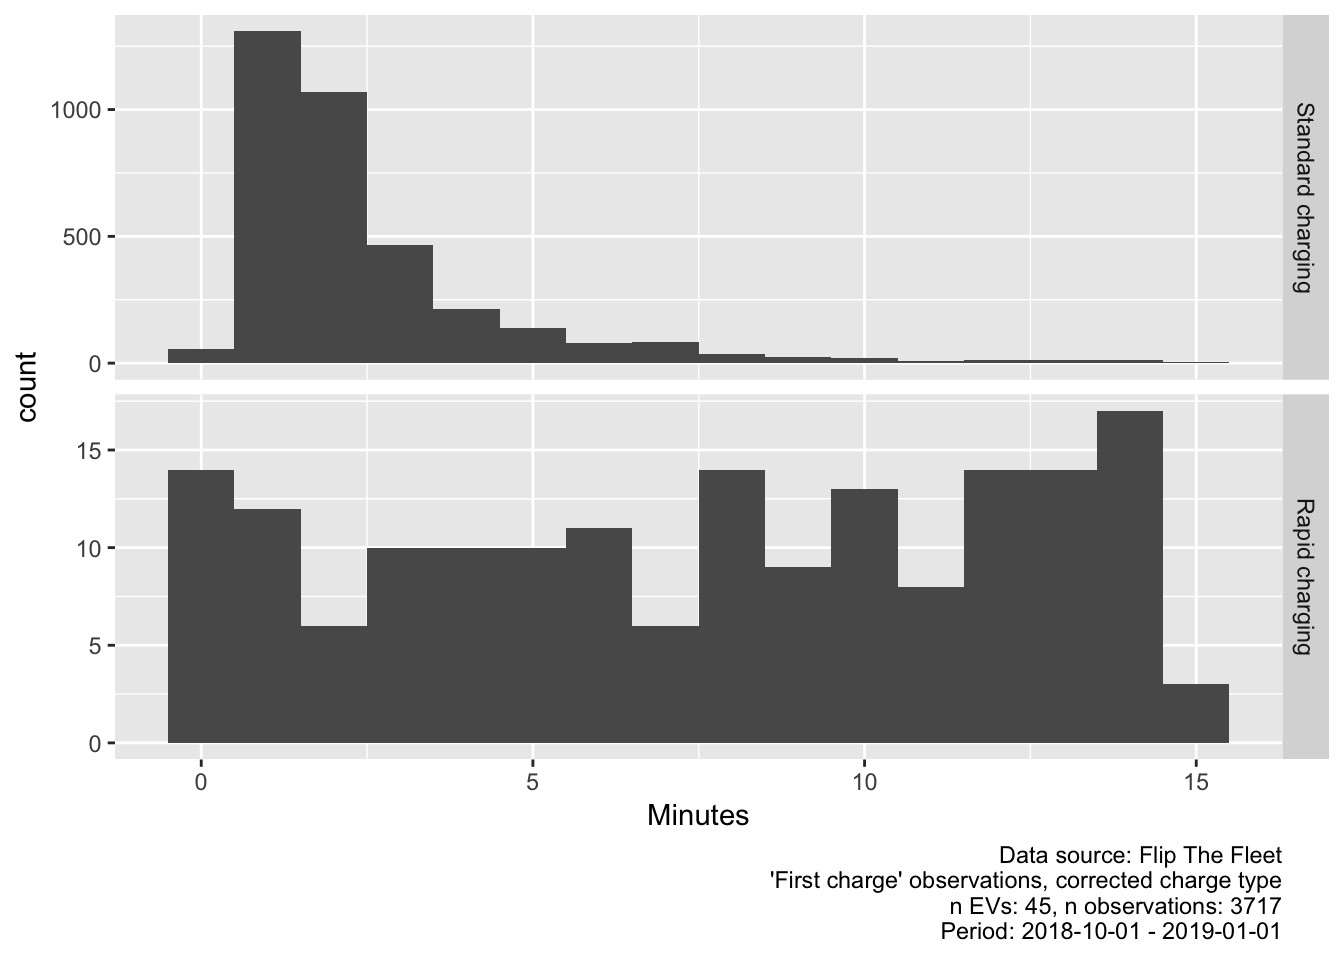 1000
500
0
Standard charging
count
15
10
5
0
Rapid charging
0 5 10 15
Minutes
Data source: Flip The Fleet
'First charge' observations, corrected charge type
n EVs: 45, n observations: 3717
Period: 2018-10-01 - 2019-01-01